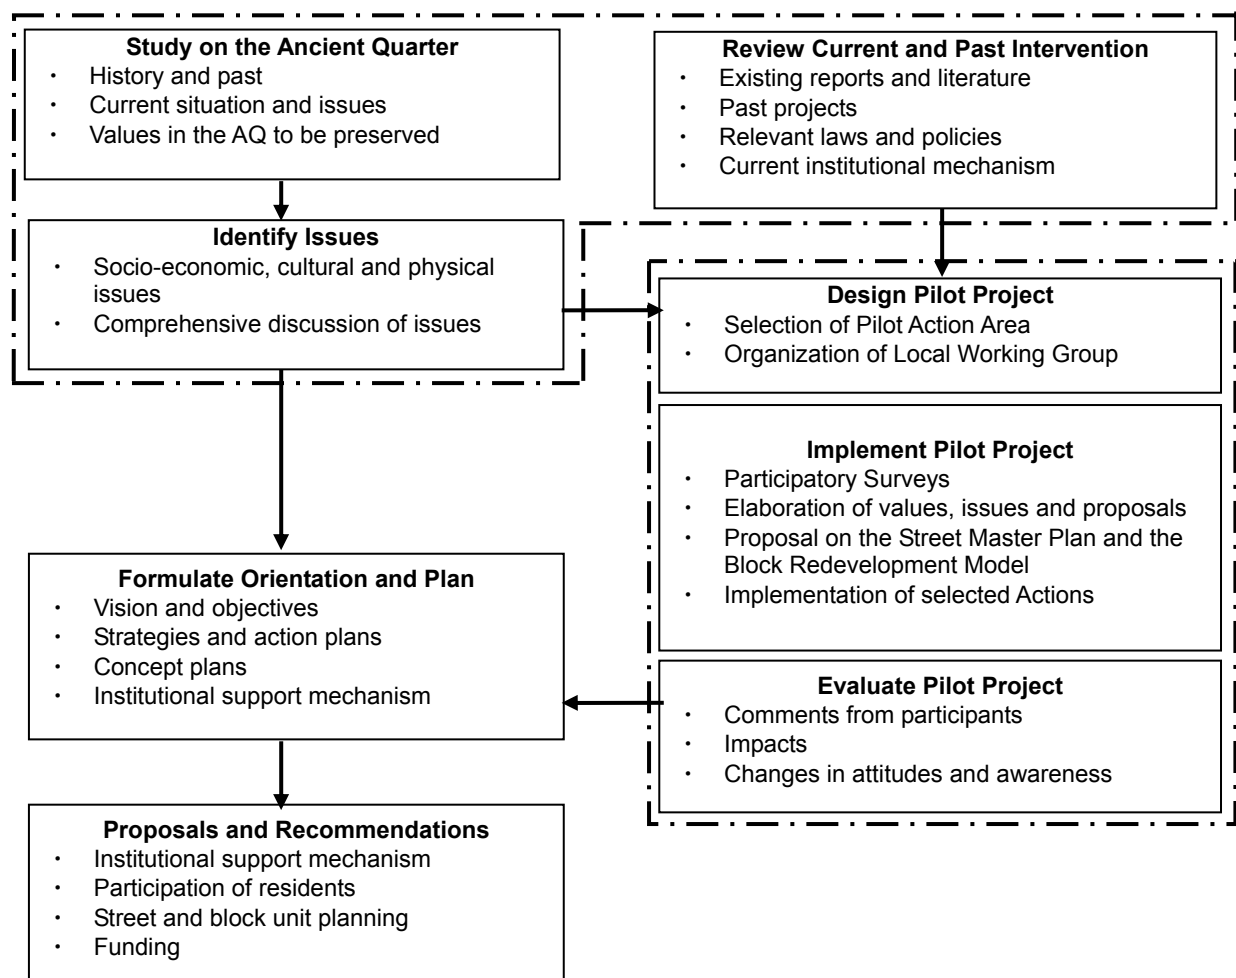 Study on the Ancient Quarter
・ History and past
・ Current situation and issues
・ Values in the AQ to be preserved
Review Current and Past Intervention
・ Existing reports and literature
・ Past projects
・ Relevant laws and policies
・ Current institutional mechanism
Identify Issues
・ Socio-economic, cultural and physical
issues
・ Comprehensive discussion of issues
Design Pilot Project
・ Selection of Pilot Action Area
・ Organization of Local Working Group
Implement Pilot Project
・ Participatory Surveys
・ Elaboration of values, issues and proposals
・ Proposal on the Street Master Plan and the
Block Redevelopment Model
・ Implementation of selected Actions
Formulate Orientation and Plan
・ Vision and objectives
・ Strategies and action plans
・ Concept plans
・ Institutional support mechanism
Evaluate Pilot Project
・ Comments from participants
・ Impacts
・ Changes in attitudes and awareness
Proposals and Recommendations
・ Institutional support mechanism
・ Participation of residents
・ Street and block unit planning
・ Funding